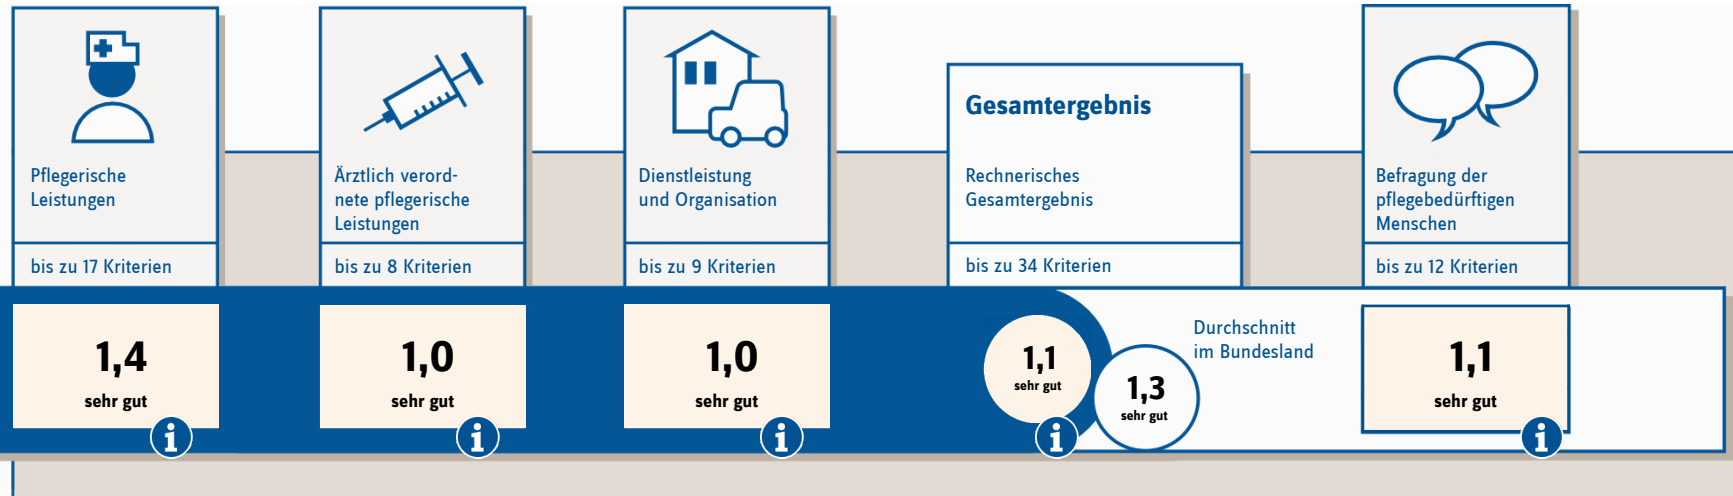 Pflegerische
Leistungen
bis zu 17 Kriterien
1,4
sehr gut
i
Ärztlich verord-
nete pflegerische
Leistungen
bis zu 8 Kriterien
1,0
sehr gut
i
Dienstleistung
und Organisation
bis zu 9 Kriterien
1,0
sehr gut
i
Gesamtergebnis
Rechnerisches
Gesamtergebnis
bis zu 34 Kriterien
1,1
sehr gut
i
Durchschnitt
im Bundesland
1,3
sehr gut
Befragung der
pflegebedürftigen
Menschen
bis zu 12 Kriterien
1,1
sehr gut
i